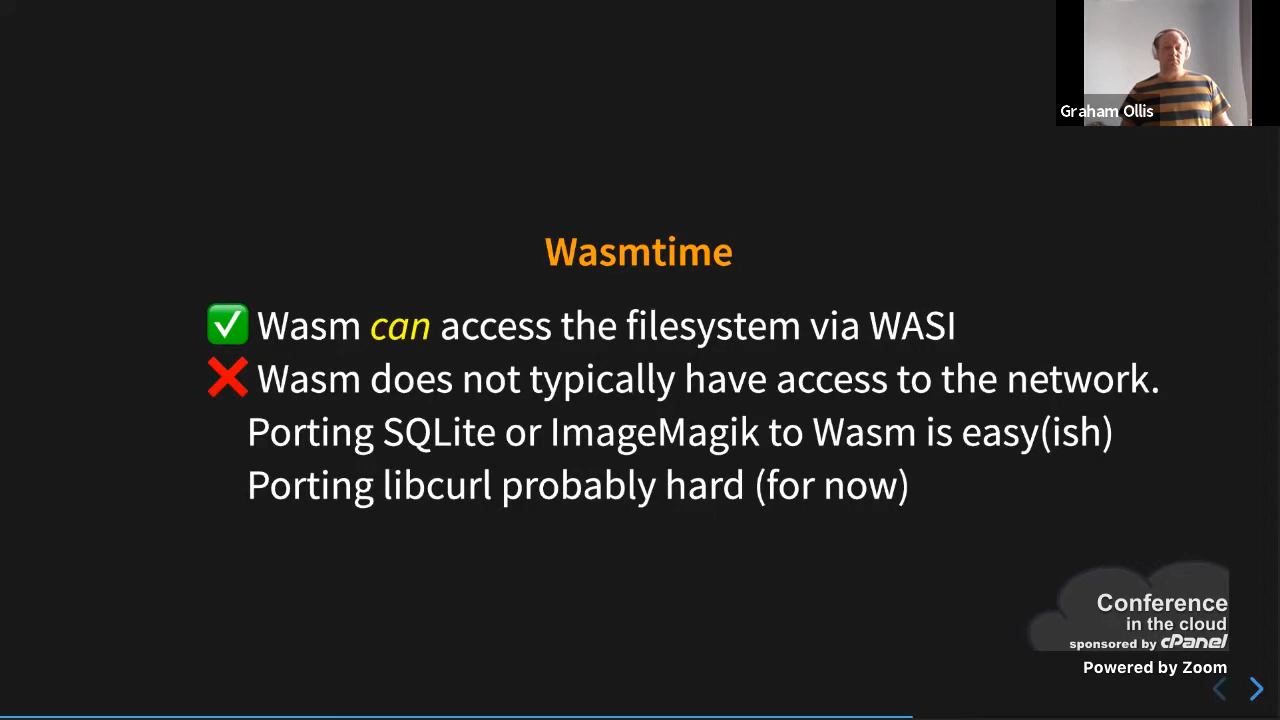 Graham Ollis
Wasmtime
✅ Wasm can access the filesystem via WASI
❌ Wasm does not typically have access to the network.
Porting SQLite or ImageMagik to Wasm is easy(ish)
Porting libcurl probably hard (for now)
Conference
in the cloud
sponsored by cPanel
Powered by Zoom